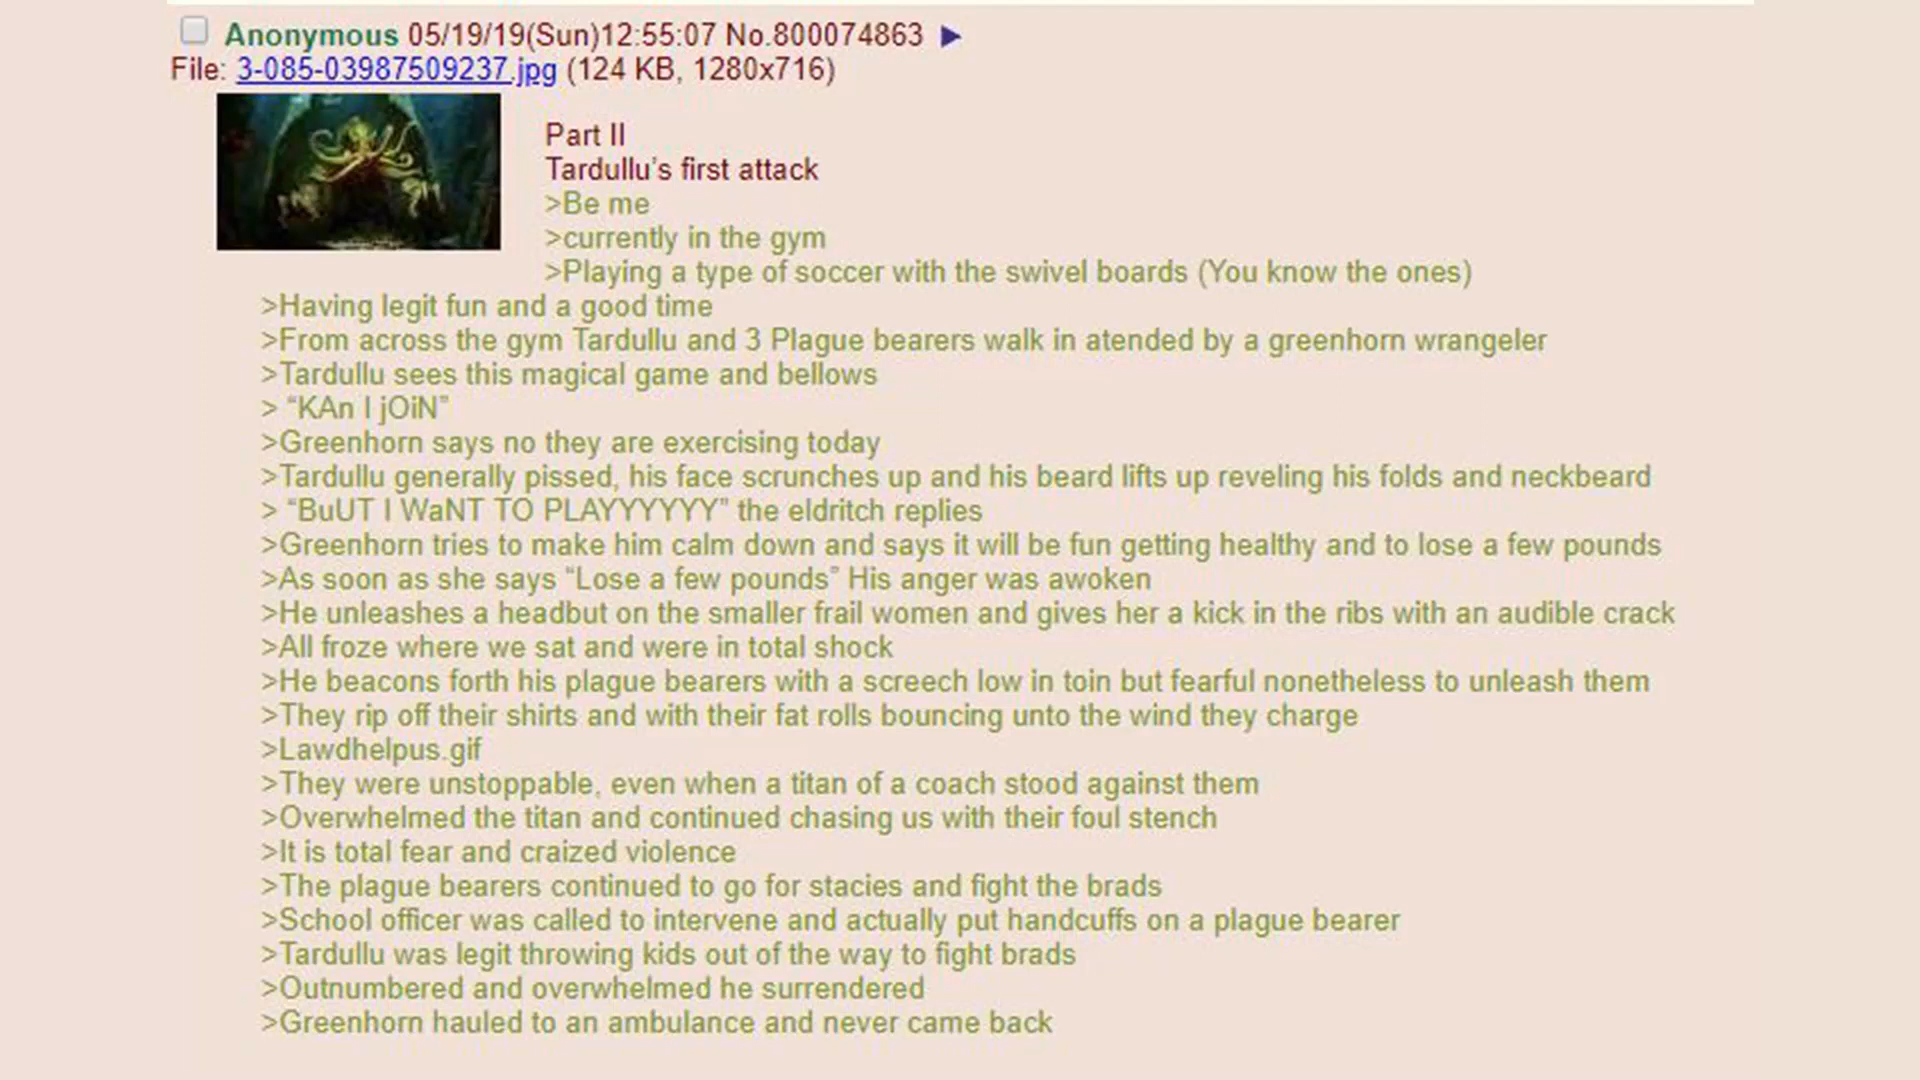 Anonymous 05/19/19(Sun)12:55:07 No.800074863 ▶
File: 3-085-03987509237.jpg (124 KB, 1280x716)
Part II
Tardullu's first attack
>Be me
>currently in the gym
>Playing a type of soccer with the swivel boards (You know the ones)
>Having legit fun and a good time
>From across the gym Tardullu and 3 Plague bearers walk in atended by a greenhorn wrangeler
>Tardullu sees this magical game and bellows
> “KAn I jOiN”
>Greenhorn says no they are exercising today
>Tardullu generally pissed, his face scrunches up and his beard lifts up reveling his folds and neckbeard
> “BuUT I WaNT TO PLAYYYYYY” the eldritch replies
>Greenhorn tries to make him calm down and says it will be fun getting healthy and to lose a few pounds
>As soon as she says “Lose a few pounds” His anger was awoken
>He unleashes a headbut on the smaller frail women and gives her a kick in the ribs with an audible crack
>All froze where we sat and were in total shock
>He beacons forth his plague bearers with a screech low in toin but fearful nonetheless to unleash them
>They rip off their shirts and with their fat rolls bouncing unto the wind they charge
>Lawdhelpus.gif
>They were unstoppable, even when a titan of a coach stood against them
>Overwhelmed the titan and continued chasing us with their foul stench
>It is total fear and craized violence
>The plague bearers continued to go for stacies and fight the brads
>School officer was called to intervene and actually put handcuffs on a plague bearer
>Tardullu was legit throwing kids out of the way to fight brads
>Outnumbered and overwhelmed he surrendered
>Greenhorn hauled to an ambulance and never came back